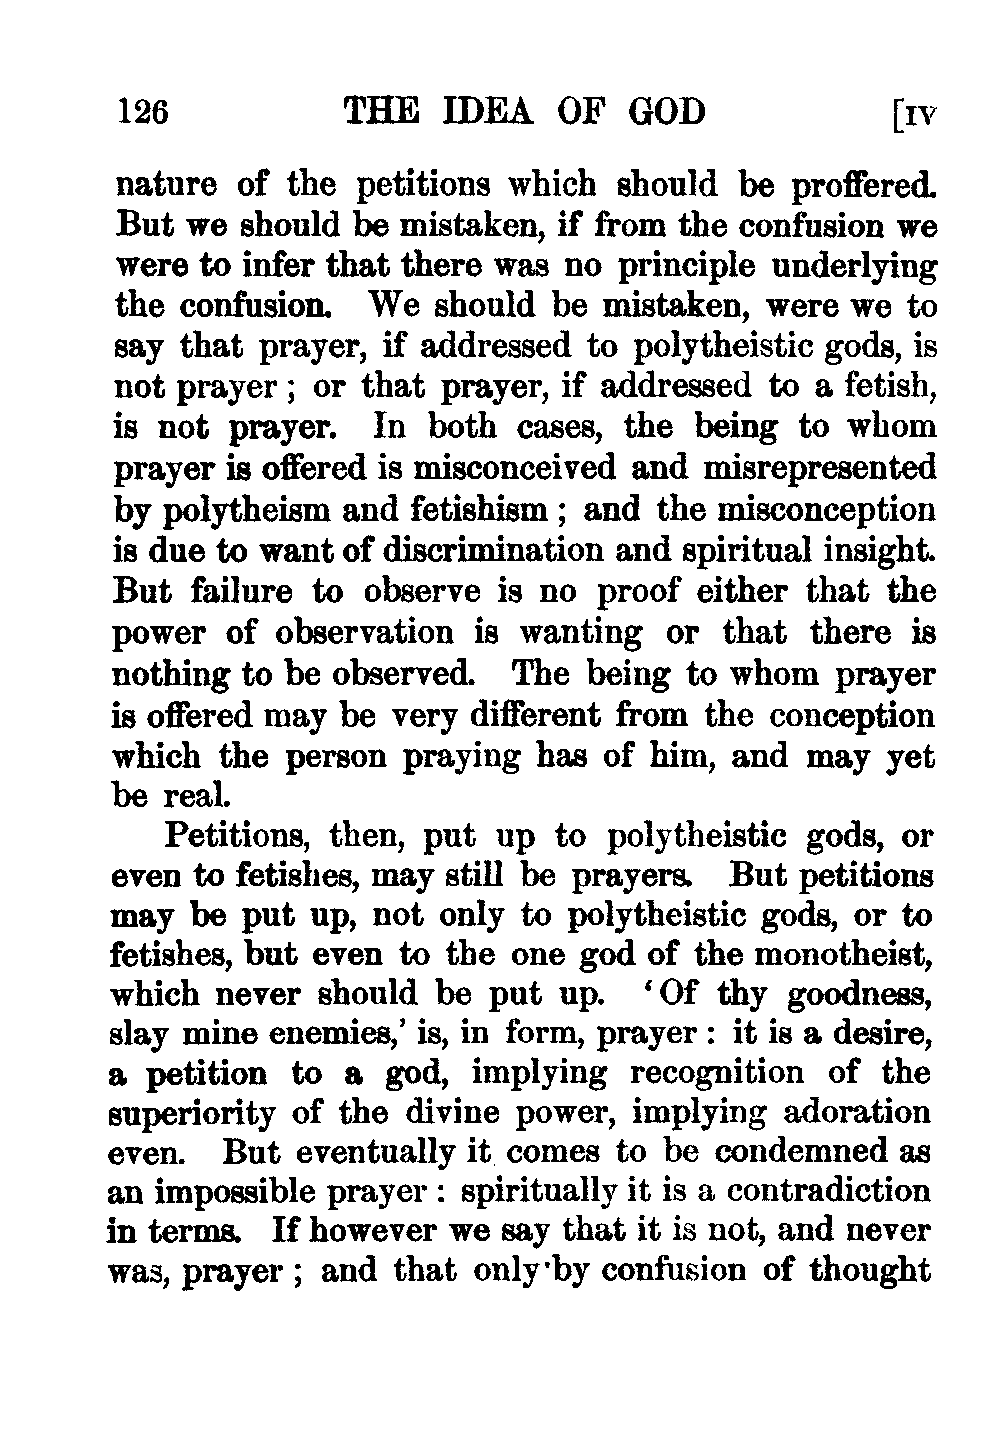 126 THE IDEA OF GOD [IV
nature of the petitions which should be proffered.
But we should be mistaken, if from the confusion we
were to infer that there was no principle underlying
the confusion. We should be mistaken, were we to
say that prayer, if addressed to polytheistic gods, is
not prayer ; or that prayer, if addressed to a fetish,
is not prayer. In both cases, the being to whom
prayer is offered is misconceived and misrepresented
by polytheism and fetishism ; and the misconception
is due to want of discrimination and spiritual insight.
But failure to observe is no proof either that the
power of observation is wanting or that there is
nothing to be observed. The being to whom prayer
is offered may be very different from the conception
which the person praying has of him, and may yet
be real.
Petitions, then, put up to polytheistic gods, or
even to fetishes, may still be prayers. But petitions
may be put up, not only to polytheistic gods, or to
fetishes, but even to the one god of the monotheist,
which never should be put up. ‘Of thy goodness,
slay mine enemies,’ is, in form, prayer : it is a desire,
a petition to a god, implying recognition of the
superiority of the divine power, implying adoration
even. But eventually it comes to be condemned as
an impossible prayer : spiritually it is a contradiction
in terms. If however we say that it is not, and never
was, prayer ; and that only by confusion of thought